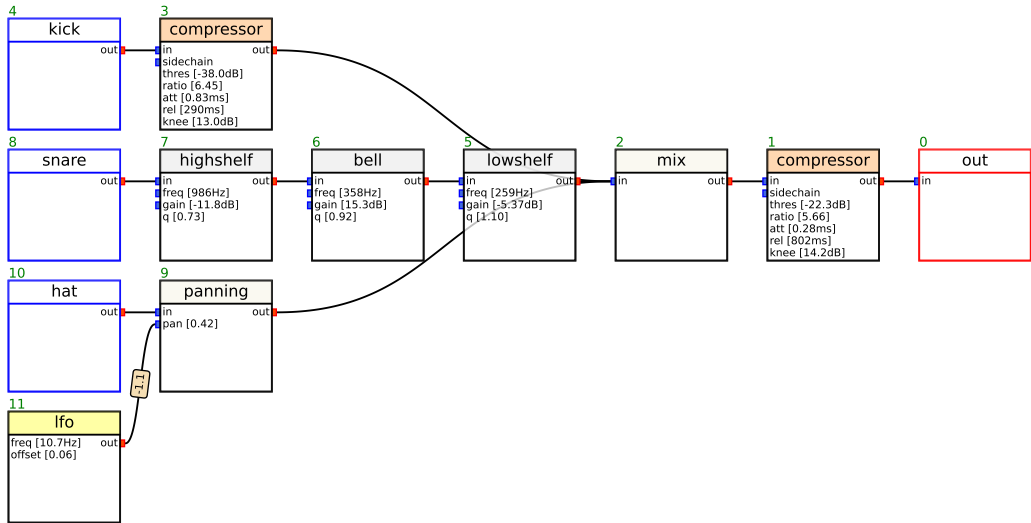 4
kick
out
3
compressor
in out
sidechain
thres [-38.0dB]
ratio [6.45]
att [0.83ms]
rel [290ms]
knee [13.0dB]
8
snare
out
7
highshelf
in out
freq [986Hz]
gain [-11.8dB]
q [0.73]
6
bell
in out
freq [358Hz]
gain [15.3dB]
q [0.92]
5
lowshelf
in out
freq [259Hz]
gain [-5.37dB]
q [1.10]
2
mix
in out
1
compressor
in out
sidechain
thres [-22.3dB]
ratio [5.66]
att [0.28ms]
rel [802ms]
knee [14.2dB]
0
out
in
10
hat
out
9
panning
in out
pan [0.42]
-1.1
11
lfo
freq [10.7Hz] out
offset [0.06]